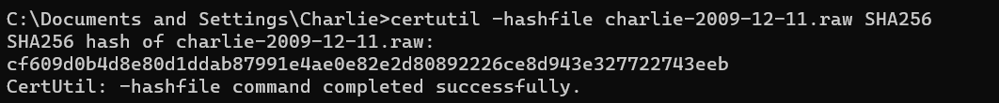 C:\Documents and Settings\Charlie>certutil -hashfile charlie-2009-12-11.raw SHA256
SHA256 hash of charlie-2009-12-11.raw:
cf609d0b4d8e80d1ddab87991e4ae0e82e2d80892226ce8d943e327722743eeb
CertUtil: -hashfile command completed successfully.